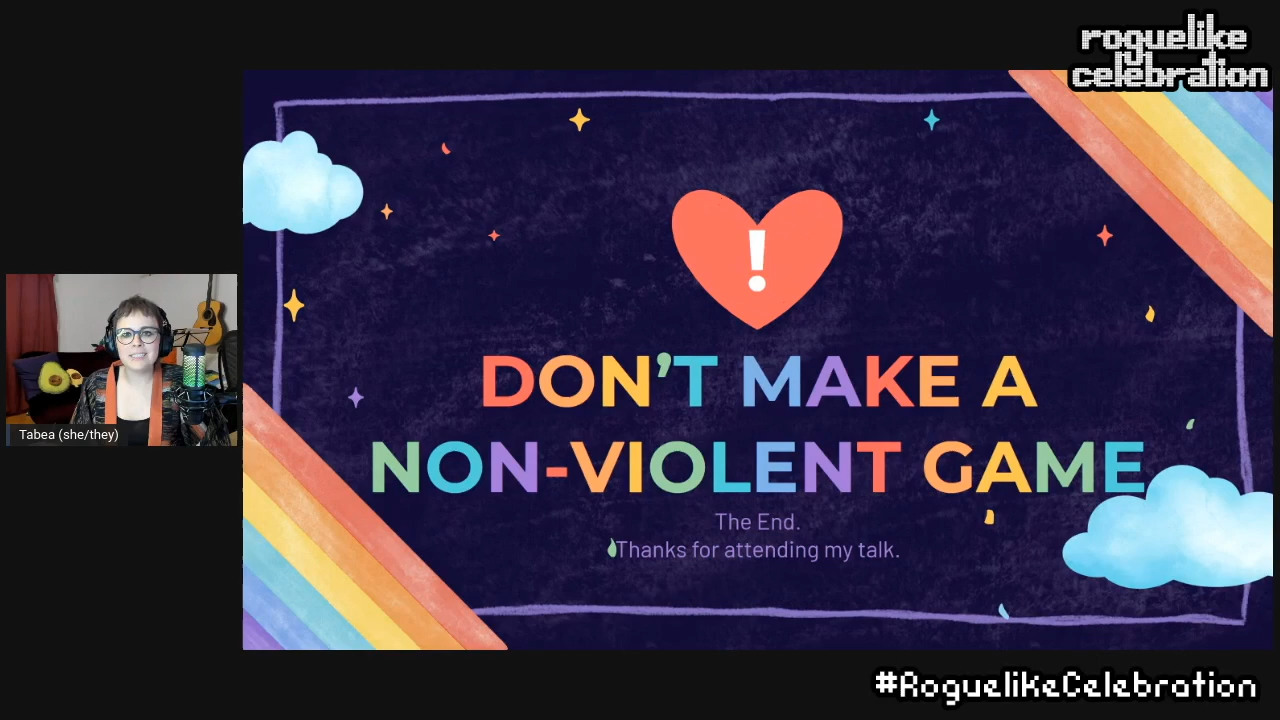 roguelike
celebration
!
DON'T MAKE A
NON-VIOLENT GAME
The End.
Thanks for attending my talk.
Tabea (she/they)
#RoguelikeCelebration